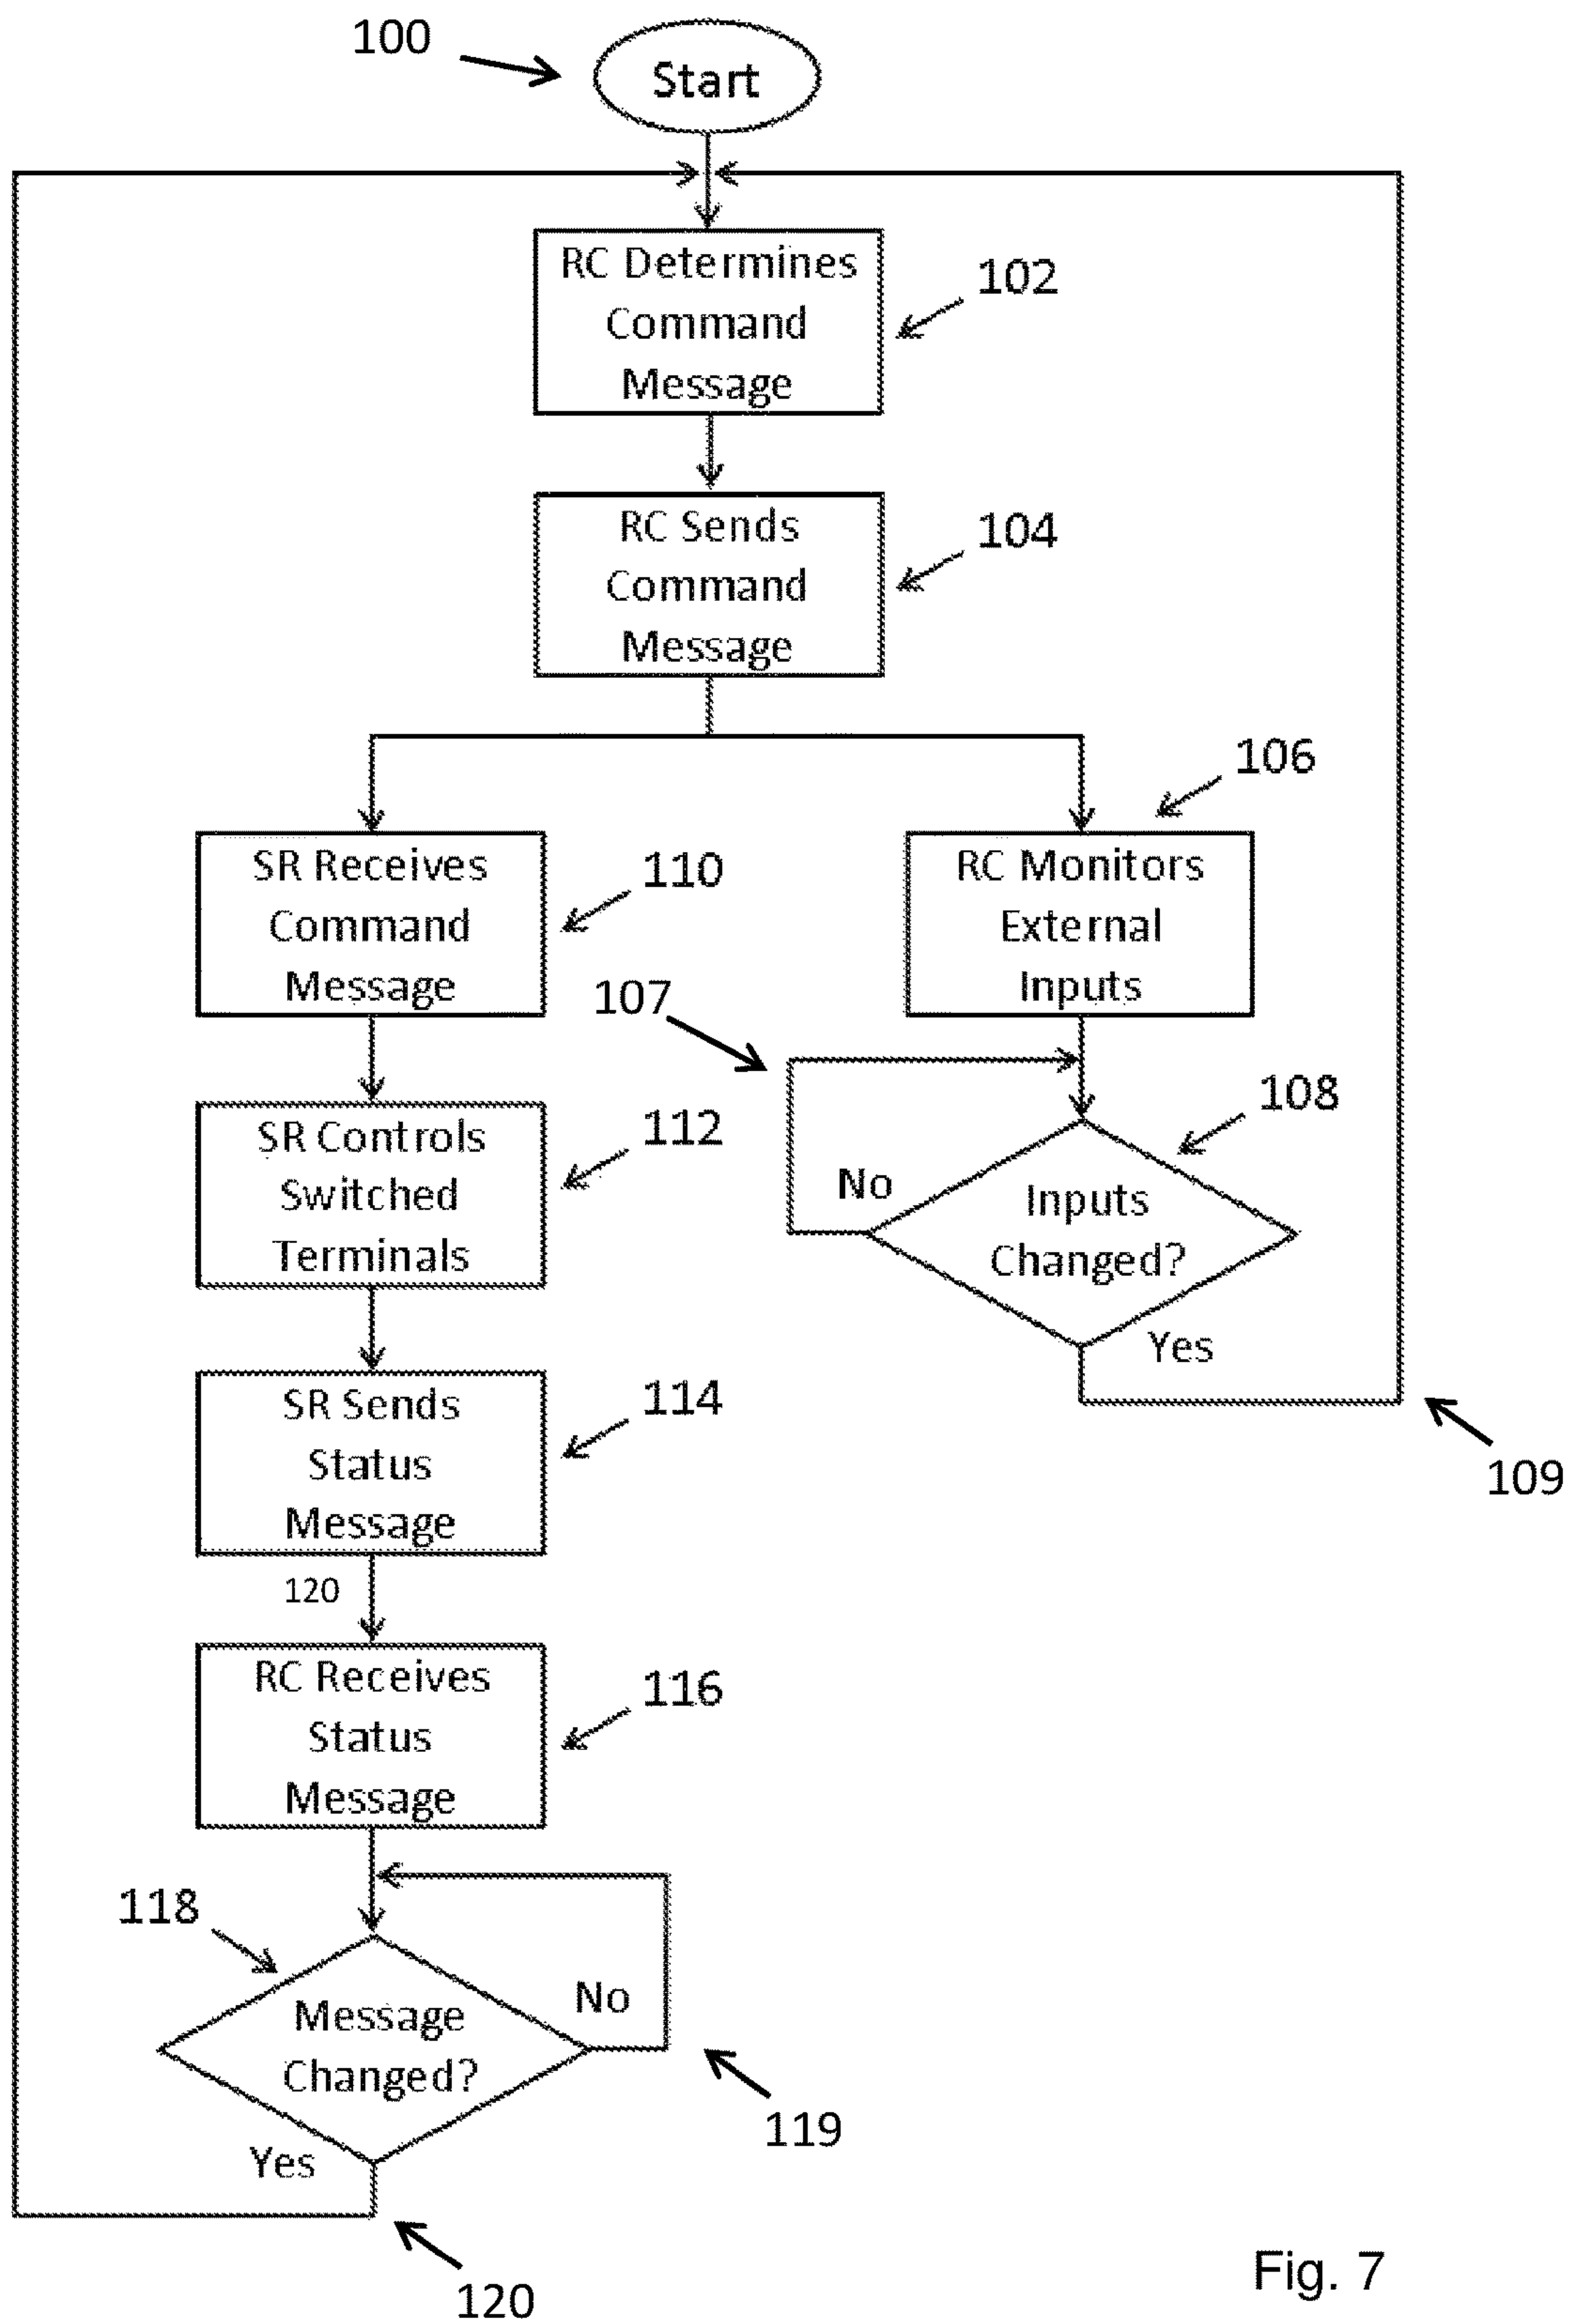 100
Start
RC Determines
Command
Message
102
RC Sends
Command
Message
104
106
SR Receives
Command
Message
110
RC Monitors
External
Inputs
107
108
SR Controls
Switched
Terminals
112
No
Inputs
Changed?
Yes
SR Sends
Status
Message
114
109
120
RC Receives
Status
Message
116
118
Message
Changed?
No
119
Yes
120
Fig. 7